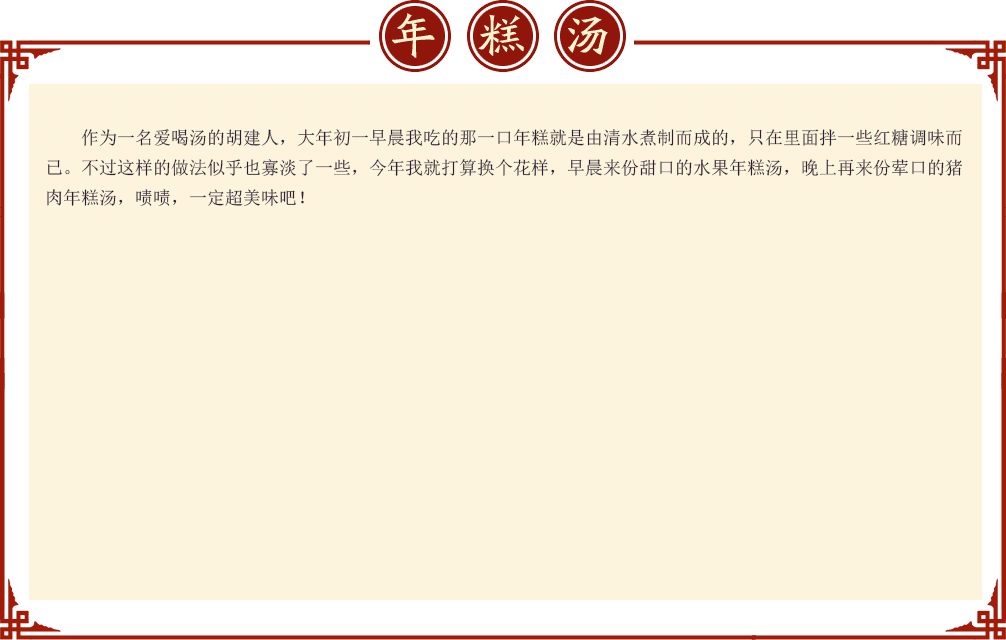 年糕汤
作为一名爱喝汤的胡建人，大年初一早晨我吃的那一口年糕就是由清水煮制而成的，只在里面拌一些红糖调味而
已。不过这样的做法似乎也寡淡了一些，今年我就打算换个花样，早晨来份甜口的水果年糕汤，晚上再来份荤口的猪
肉年糕汤，啧啧，一定超美味吧！